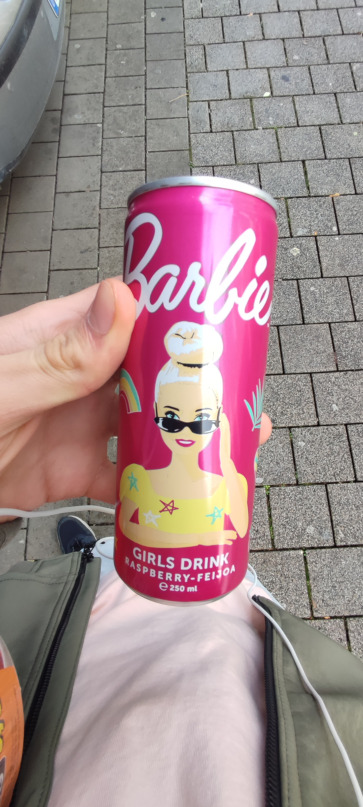 Barbie
GIRLS DRINK
RASPBERRY-FEIJOA
℮ 250 ml